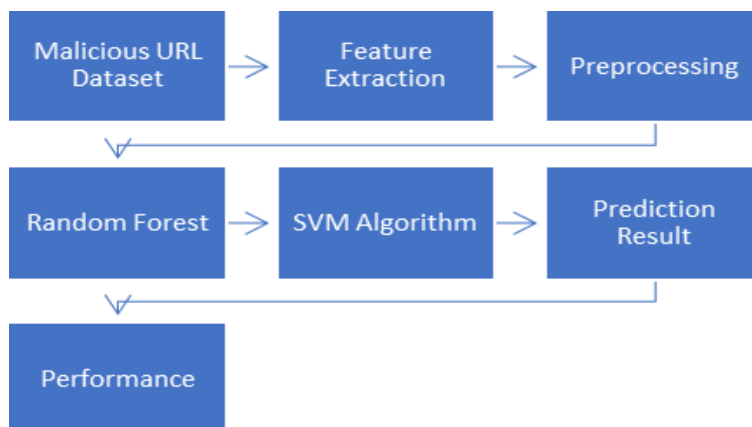 Malicious URL
Dataset
Feature
Extraction
Preprocessing
Random Forest
SVM Algorithm
Prediction
Result
Performance